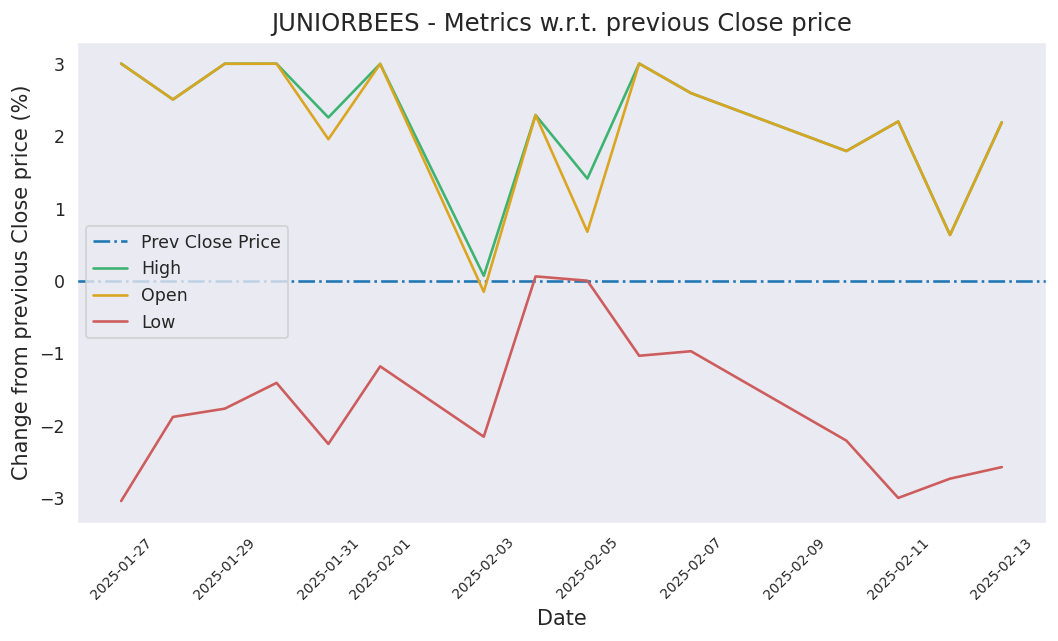 JUNIORBEES - Metrics w.r.t. previous Close price
Change from previous Close price (%)
3
2
1
0
−1
−2
−3
Prev Close Price
High
Open
Low
2025-01-27
2025-01-29
2025-01-31
2025-02-01
2025-02-03
2025-02-05
2025-02-07
2025-02-09
2025-02-11
2025-02-13
Date